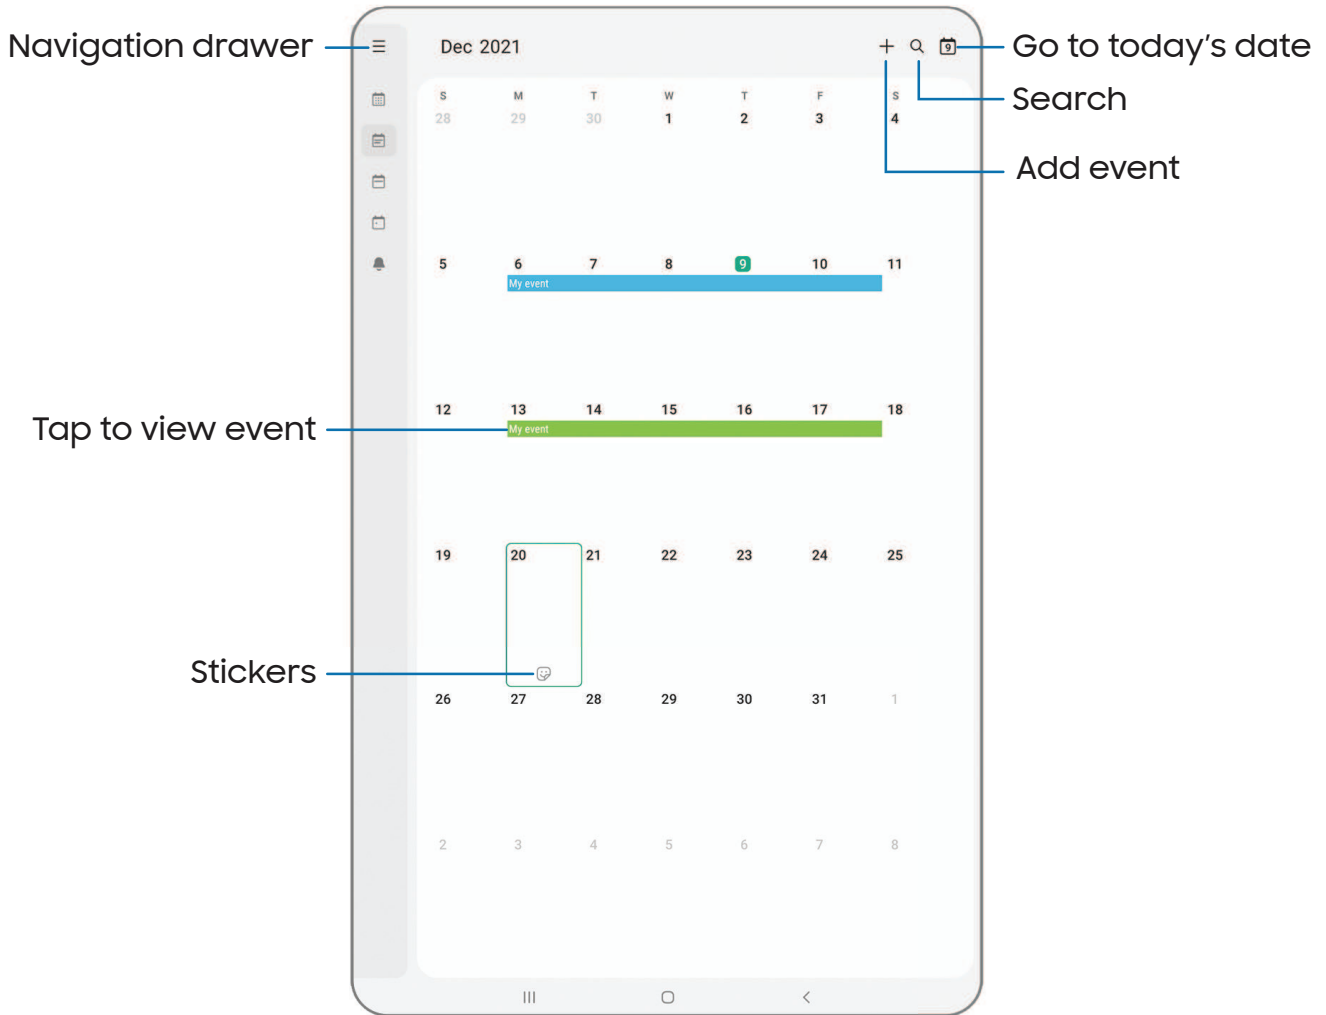 Navigation drawer
Dec 2021
9
Go to today's date
Search
Add event
S M T W T F S
28 29 30 1 2 3 4
5 6 7 8 9 10 11
My event
12 13 14 15 16 17 18
Tap to view event
My event
19 20 21 22 23 24 25
Stickers
26 27 28 29 30 31 1
2 3 4 5 6 7 8